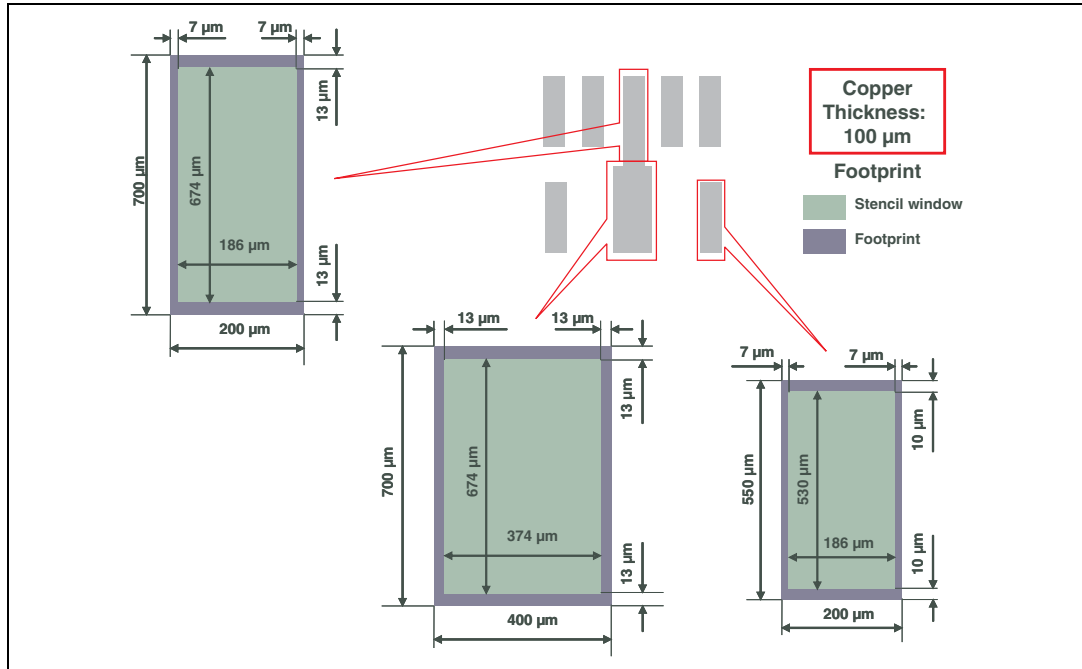 7 µm
7 µm
13 µm
700 µm
674 µm
186 µm
13 µm
200 µm
Copper
Thickness:
100 µm
Footprint
Stencil window
Footprint
13 µm
13 µm
13 µm
700 µm
674 µm
374 µm
13 µm
400 µm
7 µm
7 µm
10 µm
550 µm
530 µm
186 µm
10 µm
200 µm